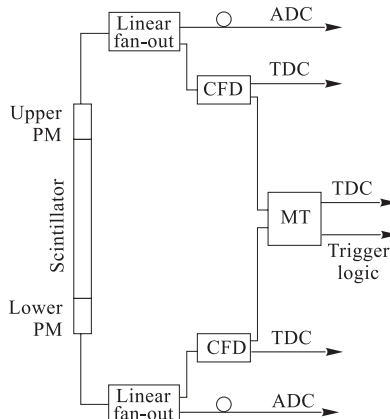 Linear
fan-out
ADC
TDC
CFD
Upper
PM
Scintillator
TDC
MT
Trigger
logic
Lower
PM
CFD
TDC
Linear
fan-out
ADC